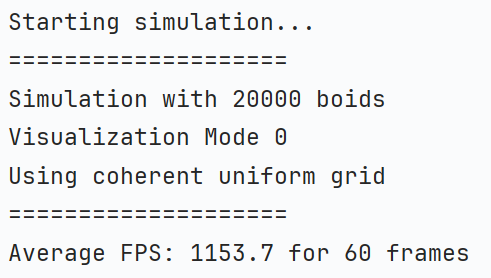 Starting simulation...
====================
Simulation with 20000 boids
Visualization Mode 0
Using coherent uniform grid
====================
Average FPS: 1153.7 for 60 frames